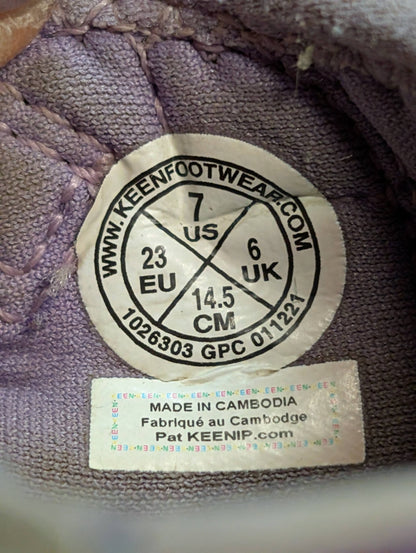 WWW.KEENFOOTWEAR.COM
7
US
23
EU
6
UK
14.5
CM
1026303 GPC 011221
MADE IN CAMBODIA
Fabriqué au Cambodge
Pat KEENIP.com